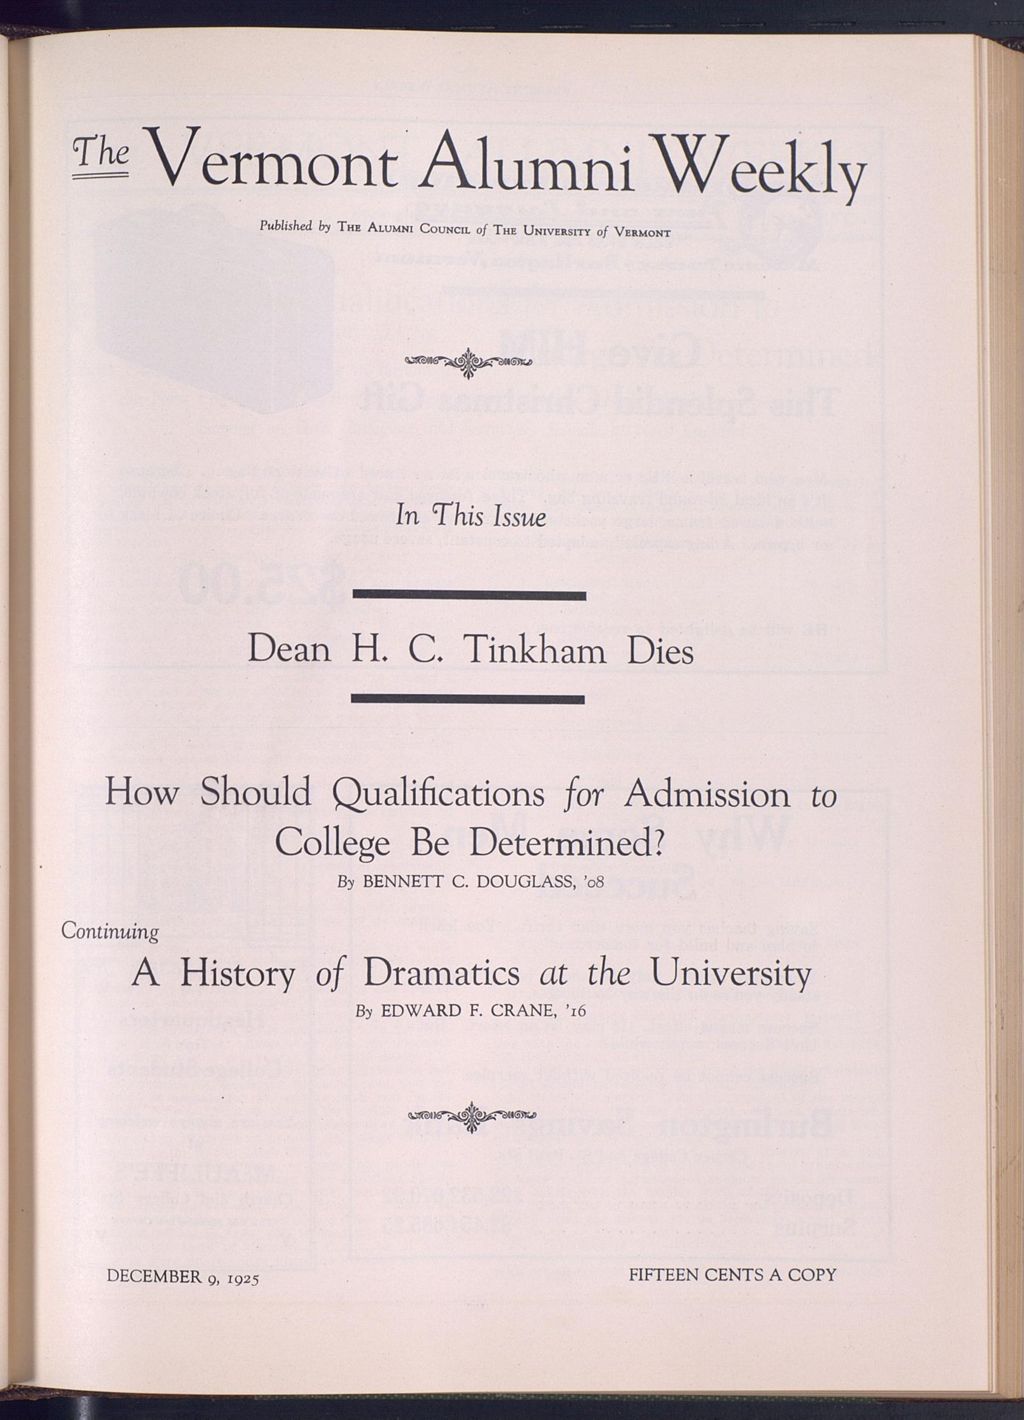 The Vermont Alumni Weekly
Published by THE ALUMNI COUNCIL of THE UNIVERSITY of VERMONT
In This Issue
Dean H. C. Tinkham Dies
How Should Qualifications for Admission to
College Be Determined?
By BENNETT C. DOUGLASS, '08
Continuing
A History of Dramatics at the University
By EDWARD F. CRANE, '16
DECEMBER 9, 1925
FIFTEEN CENTS A COPY